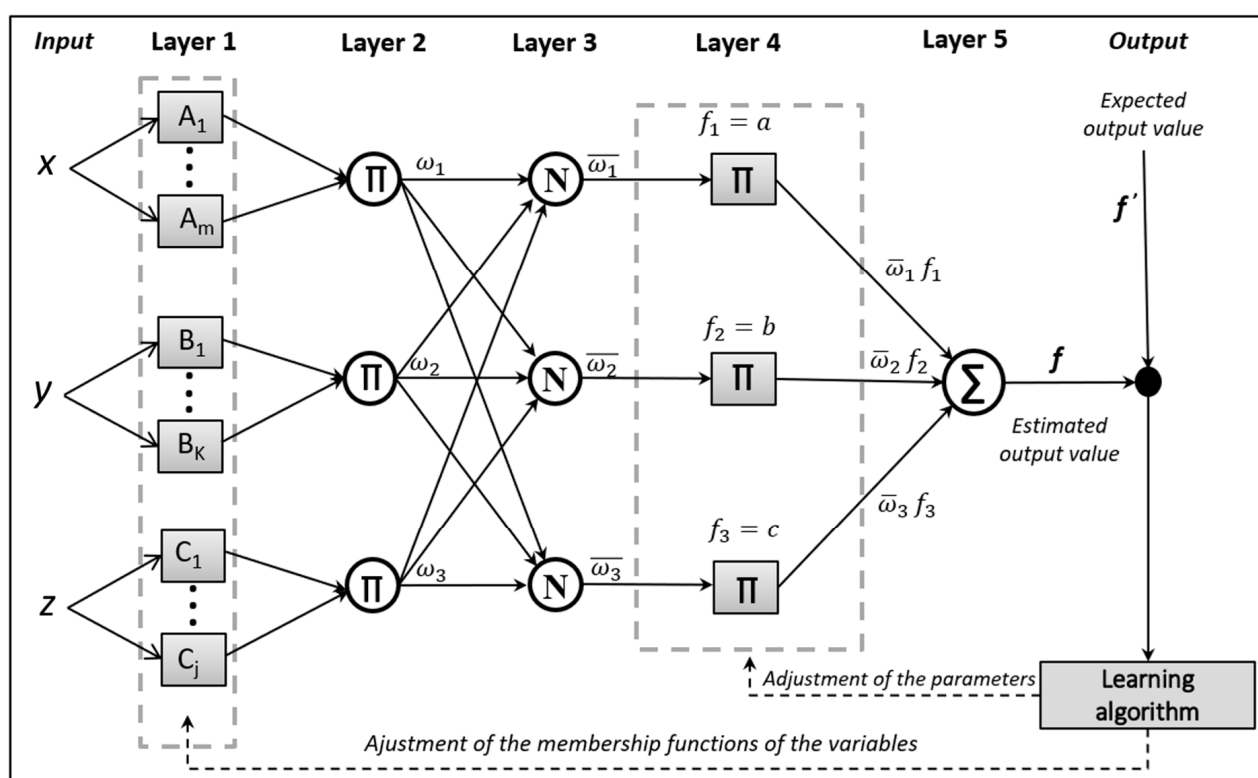 Input Layer 1 Layer 2 Layer 3 Layer 4 Layer 5 Output
x
A₁
Aₘ
y
B₁
B_K
z
C₁
C_j
Π
Π
Π
ω₁
ω₂
ω₃
N
N
N
ω̅₁
ω̅₂
ω̅₃
f₁ = a
Π
f₂ = b
Π
f₃ = c
Π
ω̅₁ f₁
ω̅₂ f₂
ω̅₃ f₃
Σ
f
Estimated
output value
Expected
output value
f’
Learning
algorithm
Adjustment of the parameters
Ajustment of the membership functions of the variables